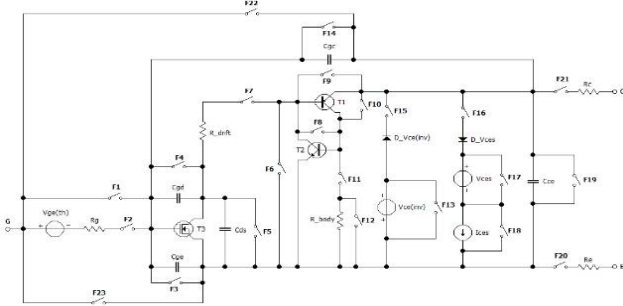 F22
F14
Cgc
F9
F7
T1
F10
F15
F16
F21
Rc
C
R_drift
F8
T2
D_Vce(inv)
D_Vces
F4
F6
F11
F1
Cgd
Vces
F17
Cce
F19
G
Vge(th)
Rg
F2
T3
Cds
F5
R_body
F12
Vce(inv)
F13
Ices
F18
Cge
F3
F20
Re
E
F23